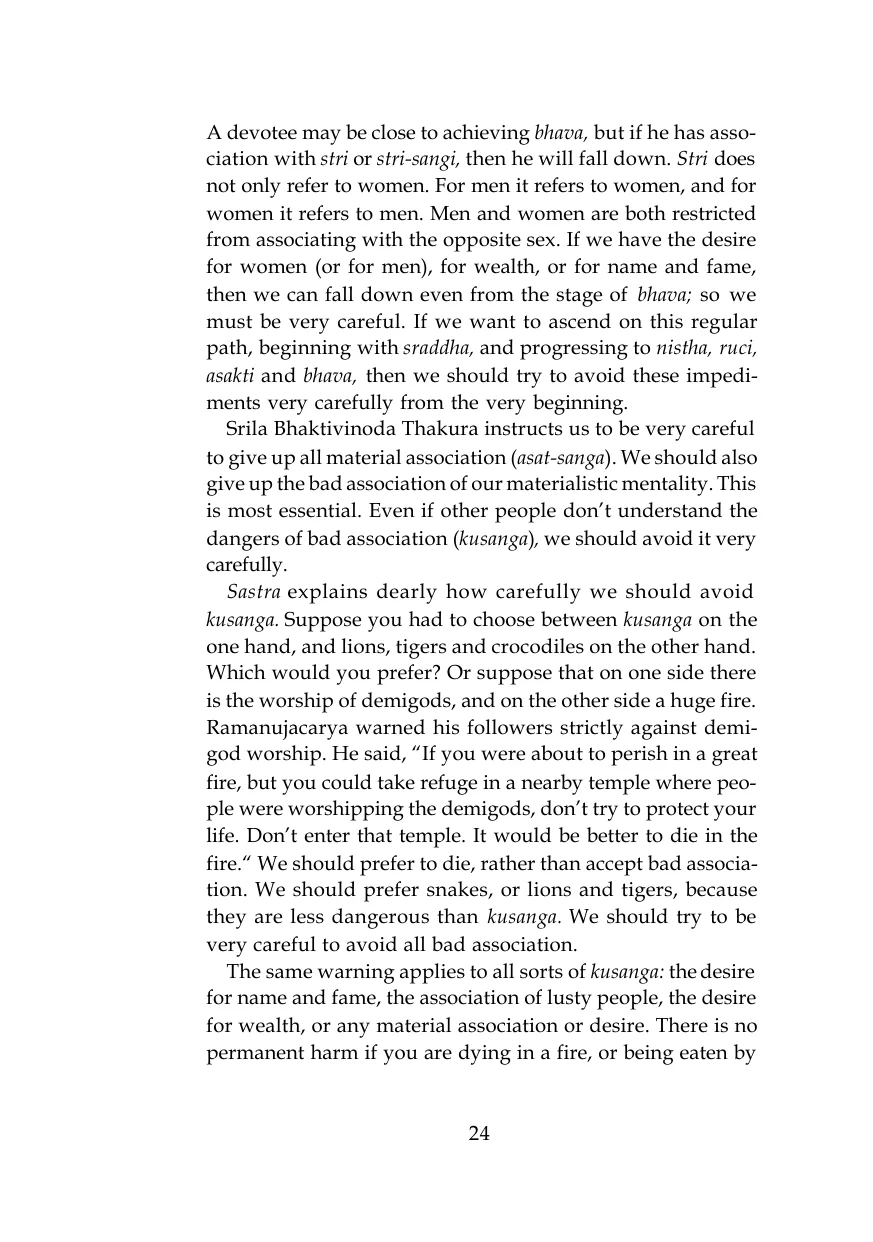 A devotee may be close to achieving bhava, but if he has asso-
ciation with stri or stri-sangi, then he will fall down. Stri does
not only refer to women. For men it refers to women, and for
women it refers to men. Men and women are both restricted
from associating with the opposite sex. If we have the desire
for women (or for men), for wealth, or for name and fame,
then we can fall down even from the stage of bhava; so we
must be very careful. If we want to ascend on this regular
path, beginning with sraddha, and progressing to nistha, ruci,
asakti and bhava, then we should try to avoid these impedi-
ments very carefully from the very beginning.
Srila Bhaktivinoda Thakura instructs us to be very careful
to give up all material association (asat-sanga). We should also
give up the bad association of our materialistic mentality. This
is most essential. Even if other people don’t understand the
dangers of bad association (kusanga), we should avoid it very
carefully.
Sastra explains dearly how carefully we should avoid
kusanga. Suppose you had to choose between kusanga on the
one hand, and lions, tigers and crocodiles on the other hand.
Which would you prefer? Or suppose that on one side there
is the worship of demigods, and on the other side a huge fire.
Ramanujacarya warned his followers strictly against demi-
god worship. He said, “If you were about to perish in a great
fire, but you could take refuge in a nearby temple where peo-
ple were worshipping the demigods, don’t try to protect your
life. Don’t enter that temple. It would be better to die in the
fire.“ We should prefer to die, rather than accept bad associa-
tion. We should prefer snakes, or lions and tigers, because
they are less dangerous than kusanga. We should try to be
very careful to avoid all bad association.
The same warning applies to all sorts of kusanga: the desire
for name and fame, the association of lusty people, the desire
for wealth, or any material association or desire. There is no
permanent harm if you are dying in a fire, or being eaten by
24